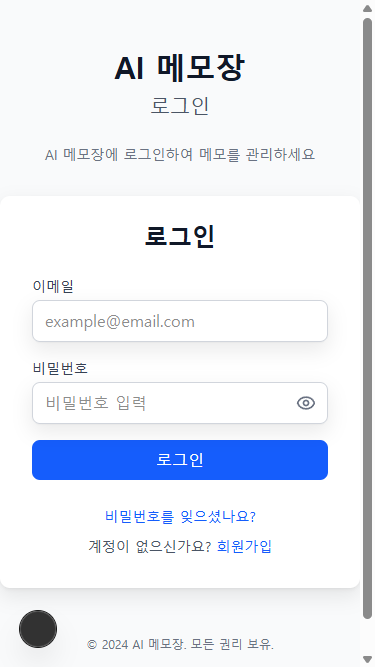 AI 메모장
로그인
AI 메모장에 로그인하여 메모를 관리하세요
로그인
이메일
example@email.com
비밀번호
비밀번호 입력
로그인
비밀번호를 잊으셨나요?
계정이 없으신가요? 회원가입
© 2024 AI 메모장. 모든 권리 보유.